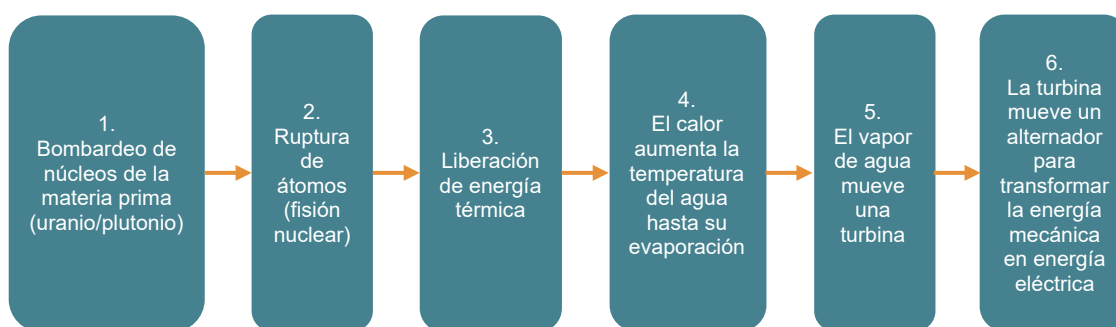 1.
Bombardeo de
núcleos de la
materia prima
(uranio/plutonio)
2.
Ruptura
de
átomos
(fisión
nuclear)
3.
Liberación
de energía
térmica
4.
El calor
aumenta la
temperatura
del agua
hasta su
evaporación
5.
El vapor
de agua
mueve
una
turbina
6.
La turbina
mueve un
alternador
para
transformar
la energía
mecánica
en energía
eléctrica